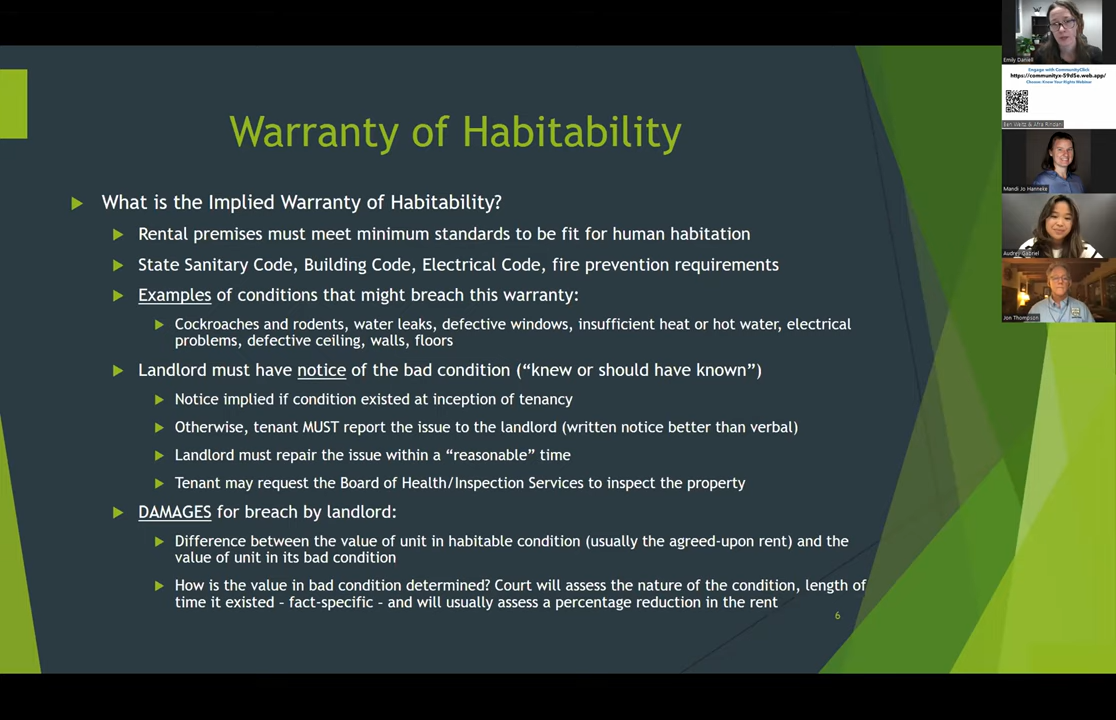 Warranty of Habitability
What is the Implied Warranty of Habitability?
Rental premises must meet minimum standards to be fit for human habitation
State Sanitary Code, Building Code, Electrical Code, fire prevention requirements
Examples of conditions that might breach this warranty:
Cockroaches and rodents, water leaks, defective windows, insufficient heat or hot water, electrical
problems, defective ceiling, walls, floors
Landlord must have notice of the bad condition (“knew or should have known”)
Notice implied if condition existed at inception of tenancy
Otherwise, tenant MUST report the issue to the landlord (written notice better than verbal)
Landlord must repair the issue within a “reasonable” time
Tenant may request the Board of Health/Inspection Services to inspect the property
DAMAGES for breach by landlord:
Difference between the value of unit in habitable condition (usually the agreed-upon rent) and the
value of unit in its bad condition
How is the value in bad condition determined? Court will assess the nature of the condition, length of
time it existed – fact-specific – and will usually assess a percentage reduction in the rent
6
Emily Daniell
Engage with CommunityClick
https://communityx-59d5e.web.app/
Choose: Know Your Rights Webinar
Ben Waltz & Afra Rindani
Mandi Jo Hanneke
Audrey Gabriel
Jon Thompson